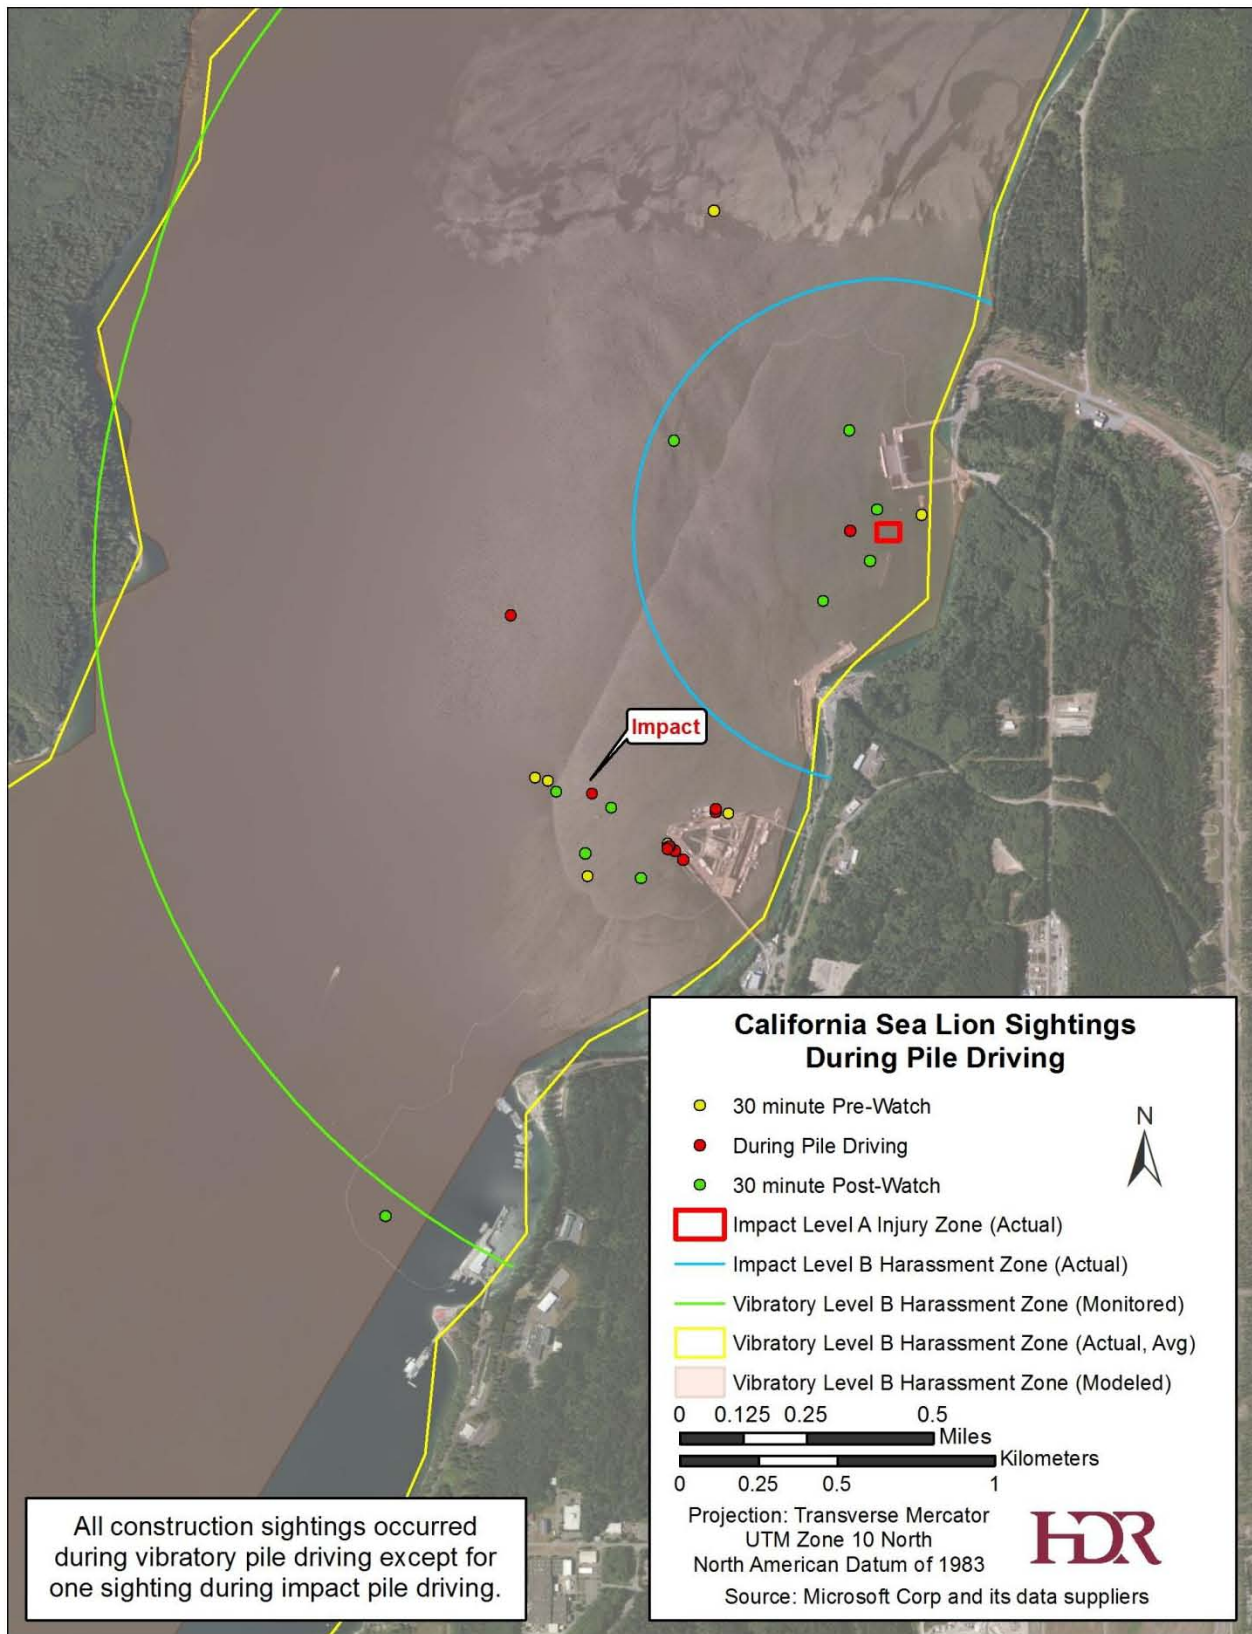 Impact
California Sea Lion Sightings
During Pile Driving
30 minute Pre-Watch
During Pile Driving
30 minute Post-Watch
N
Impact Level A Injury Zone (Actual)
Impact Level B Harassment Zone (Actual)
Vibratory Level B Harassment Zone (Monitored)
Vibratory Level B Harassment Zone (Actual, Avg)
Vibratory Level B Harassment Zone (Modeled)
0 0.125 0.25 0.5
Miles
Kilometers
0 0.25 0.5 1
Projection: Transverse Mercator
UTM Zone 10 North
North American Datum of 1983
HDR
Source: Microsoft Corp and its data suppliers
All construction sightings occurred
during vibratory pile driving except for
one sighting during impact pile driving.